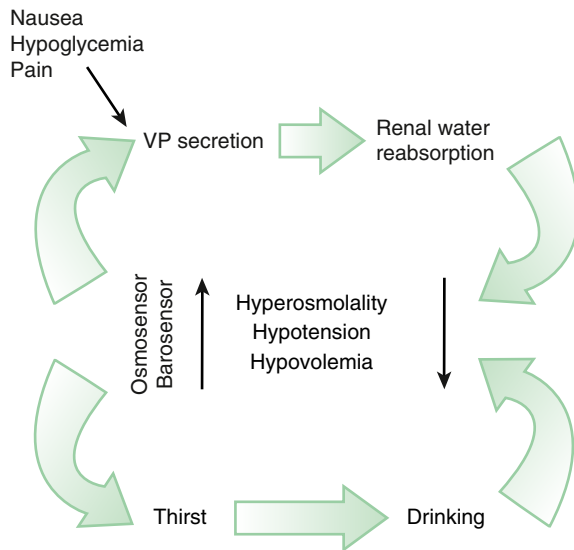 Nausea
Hypoglycemia
Pain
VP secretion
Renal water
reabsorption
Osmosensor
Barosensor
Hyperosmolality
Hypotension
Hypovolemia
Thirst
Drinking